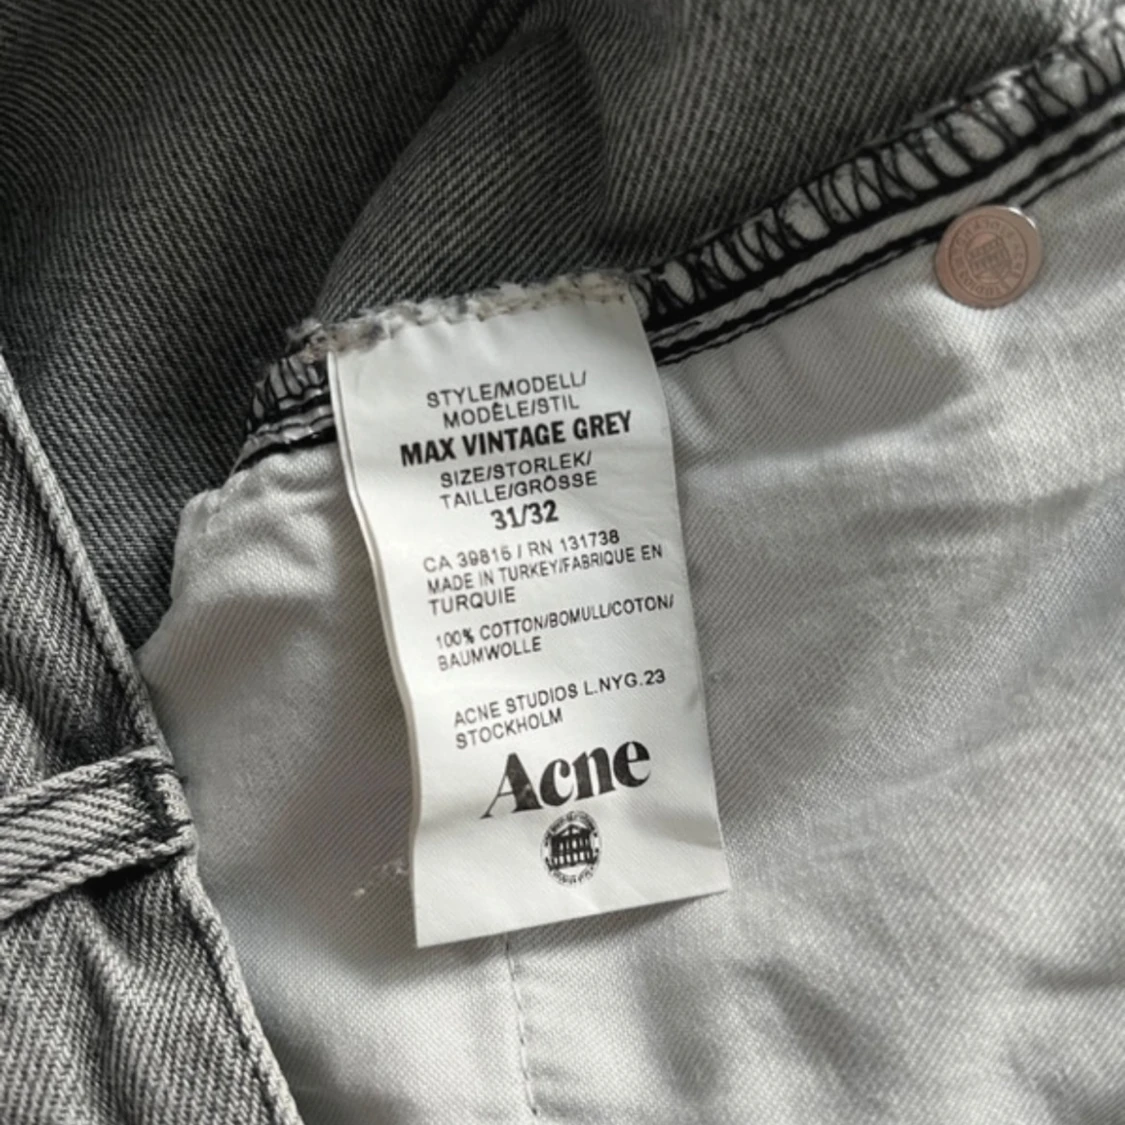 STYLE/MODELL/
MODÈLE/STIL
MAX VINTAGE GREY
SIZE/STORLEK/
TAILLE/GRÖSSE
31/32
CA 39816 / RN 131738
MADE IN TURKEY/FABRIQUE EN
TURQUIE
100% COTTON/BOMULL/COTON/
BAUMWOLLE
ACNE STUDIOS L.NYG.23
STOCKHOLM
Acne